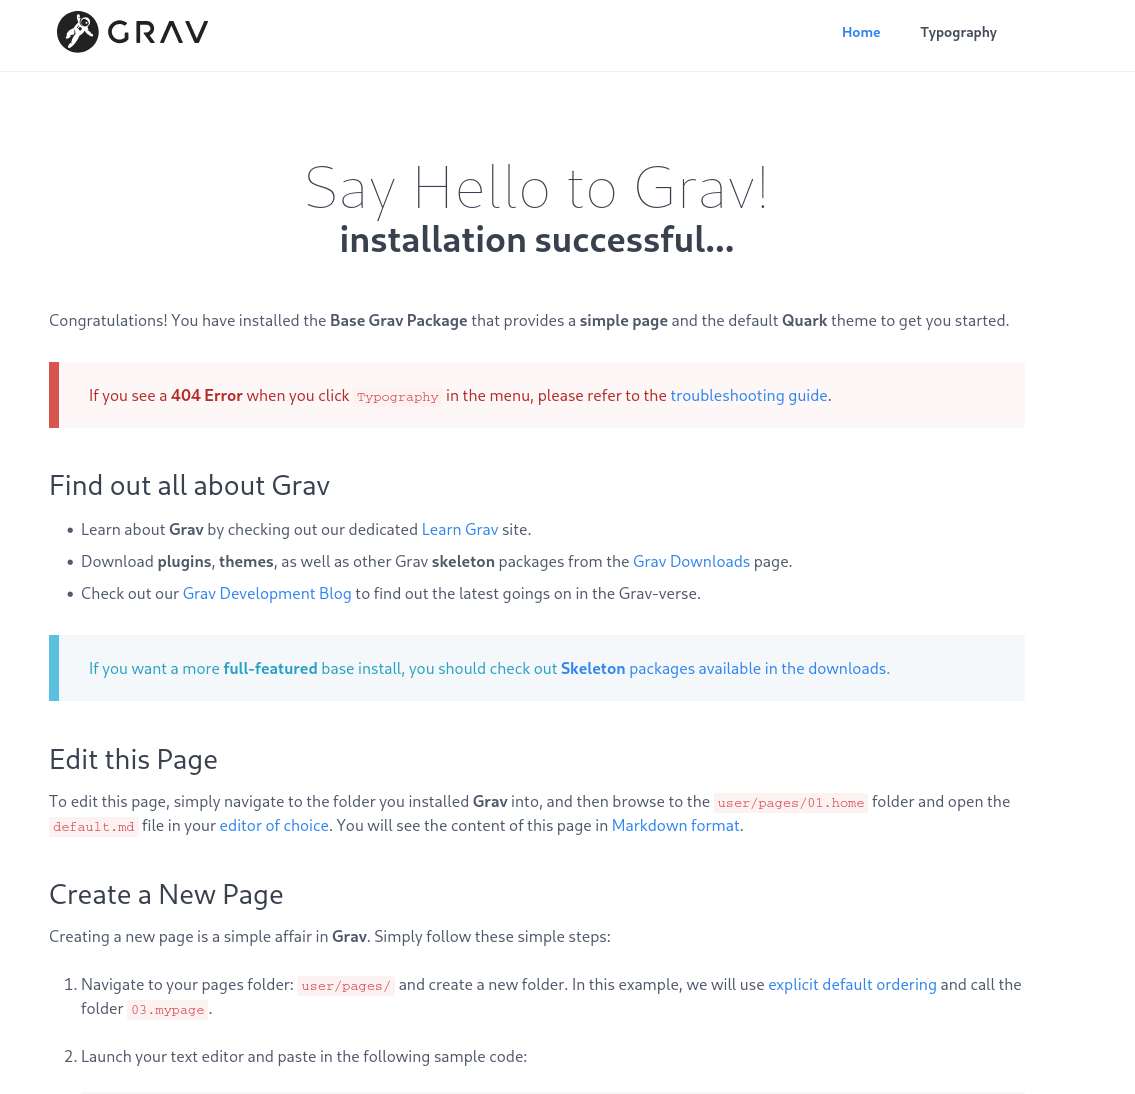 GRAV
Home Typography
Say Hello to Grav!
installation successful...
Congratulations! You have installed the Base Grav Package that provides a simple page and the default Quark theme to get you started.
If you see a 404 Error when you click Typography in the menu, please refer to the troubleshooting guide.
Find out all about Grav
• Learn about Grav by checking out our dedicated Learn Grav site.
• Download plugins, themes, as well as other Grav skeleton packages from the Grav Downloads page.
• Check out our Grav Development Blog to find out the latest goings on in the Grav-verse.
If you want a more full-featured base install, you should check out Skeleton packages available in the downloads.
Edit this Page
To edit this page, simply navigate to the folder you installed Grav into, and then browse to the user/pages/01.home folder and open the
default.md file in your editor of choice. You will see the content of this page in Markdown format.
Create a New Page
Creating a new page is a simple affair in Grav. Simply follow these simple steps:
1. Navigate to your pages folder: user/pages/ and create a new folder. In this example, we will use explicit default ordering and call the
folder 03.mypage.
2. Launch your text editor and paste in the following sample code: